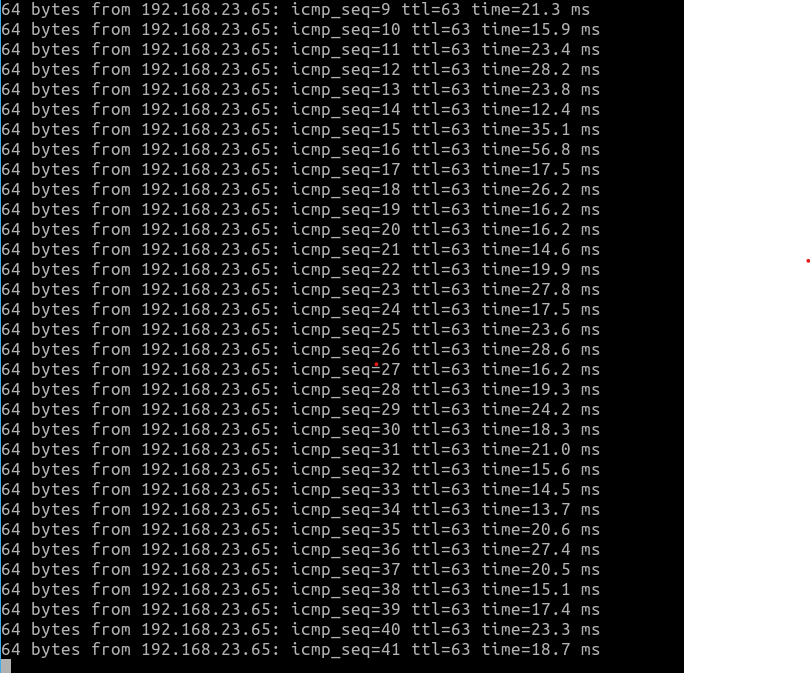 64 bytes from 192.168.23.65: icmp_seq=9 ttl=63 time=21.3 ms
64 bytes from 192.168.23.65: icmp_seq=10 ttl=63 time=15.9 ms
64 bytes from 192.168.23.65: icmp_seq=11 ttl=63 time=23.4 ms
64 bytes from 192.168.23.65: icmp_seq=12 ttl=63 time=28.2 ms
64 bytes from 192.168.23.65: icmp_seq=13 ttl=63 time=23.8 ms
64 bytes from 192.168.23.65: icmp_seq=14 ttl=63 time=12.4 ms
64 bytes from 192.168.23.65: icmp_seq=15 ttl=63 time=35.1 ms
64 bytes from 192.168.23.65: icmp_seq=16 ttl=63 time=56.8 ms
64 bytes from 192.168.23.65: icmp_seq=17 ttl=63 time=17.5 ms
64 bytes from 192.168.23.65: icmp_seq=18 ttl=63 time=26.2 ms
64 bytes from 192.168.23.65: icmp_seq=19 ttl=63 time=16.2 ms
64 bytes from 192.168.23.65: icmp_seq=20 ttl=63 time=16.2 ms
64 bytes from 192.168.23.65: icmp_seq=21 ttl=63 time=14.6 ms
64 bytes from 192.168.23.65: icmp_seq=22 ttl=63 time=19.9 ms
64 bytes from 192.168.23.65: icmp_seq=23 ttl=63 time=27.8 ms
64 bytes from 192.168.23.65: icmp_seq=24 ttl=63 time=17.5 ms
64 bytes from 192.168.23.65: icmp_seq=25 ttl=63 time=23.6 ms
64 bytes from 192.168.23.65: icmp_seq=26 ttl=63 time=28.6 ms
64 bytes from 192.168.23.65: icmp_seq=27 ttl=63 time=16.2 ms
64 bytes from 192.168.23.65: icmp_seq=28 ttl=63 time=19.3 ms
64 bytes from 192.168.23.65: icmp_seq=29 ttl=63 time=24.2 ms
64 bytes from 192.168.23.65: icmp_seq=30 ttl=63 time=18.3 ms
64 bytes from 192.168.23.65: icmp_seq=31 ttl=63 time=21.0 ms
64 bytes from 192.168.23.65: icmp_seq=32 ttl=63 time=15.6 ms
64 bytes from 192.168.23.65: icmp_seq=33 ttl=63 time=14.5 ms
64 bytes from 192.168.23.65: icmp_seq=34 ttl=63 time=13.7 ms
64 bytes from 192.168.23.65: icmp_seq=35 ttl=63 time=20.6 ms
64 bytes from 192.168.23.65: icmp_seq=36 ttl=63 time=27.4 ms
64 bytes from 192.168.23.65: icmp_seq=37 ttl=63 time=20.5 ms
64 bytes from 192.168.23.65: icmp_seq=38 ttl=63 time=15.1 ms
64 bytes from 192.168.23.65: icmp_seq=39 ttl=63 time=17.4 ms
64 bytes from 192.168.23.65: icmp_seq=40 ttl=63 time=23.3 ms
64 bytes from 192.168.23.65: icmp_seq=41 ttl=63 time=18.7 ms